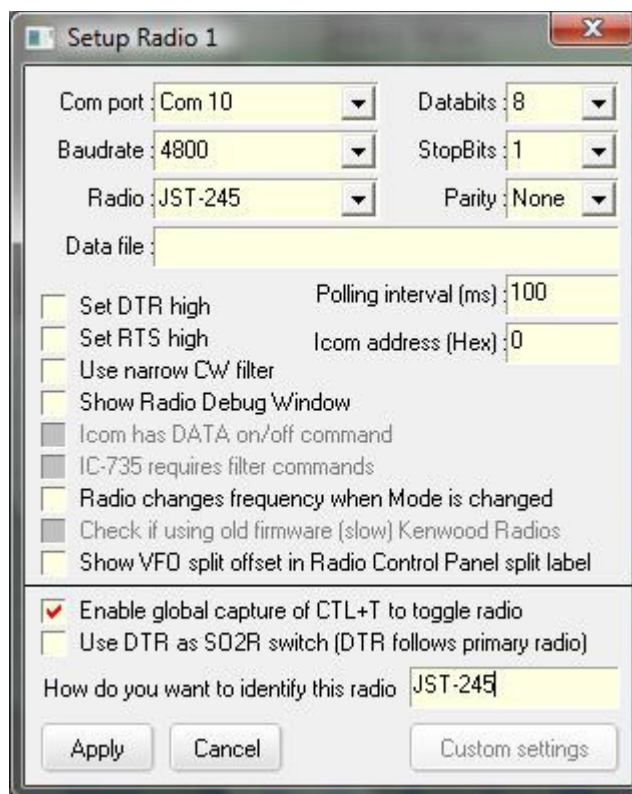 Setup Radio 1
Com port : Com 10 Databits : 8
Baudrate : 4800 StopBits : 1
Radio : JST-245 Parity : None
Data file :
Set DTR high Polling interval (ms) : 100
Set RTS high Icom address (Hex) : 0
Use narrow CW filter
Show Radio Debug Window
Icom has DATA on/off command
IC-735 requires filter commands
Radio changes frequency when Mode is changed
Check if using old firmware (slow) Kenwood Radios
Show VFO split offset in Radio Control Panel split label
Enable global capture of CTL+T to toggle radio
Use DTR as SO2R switch (DTR follows primary radio)
How do you want to identify this radio JST-245
Apply Cancel Custom settings